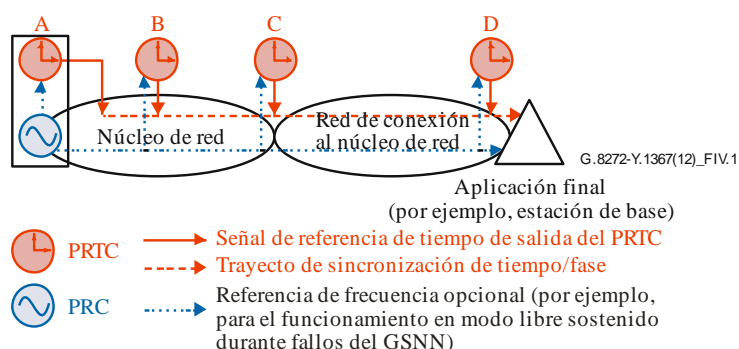 A B C D
Núcleo de red
Red de conexión
al núcleo de red
G.8272-Y.1367(12)_FIV.1
Aplicación final
(por ejemplo, estación de base)
PRTC
Señal de referencia de tiempo de salida del PRTC
Trayecto de sincronización de tiempo/fase
PRC
Referencia de frecuencia opcional (por ejemplo,
para el funcionamiento en modo libre sostenido
durante fallos del GSNN)